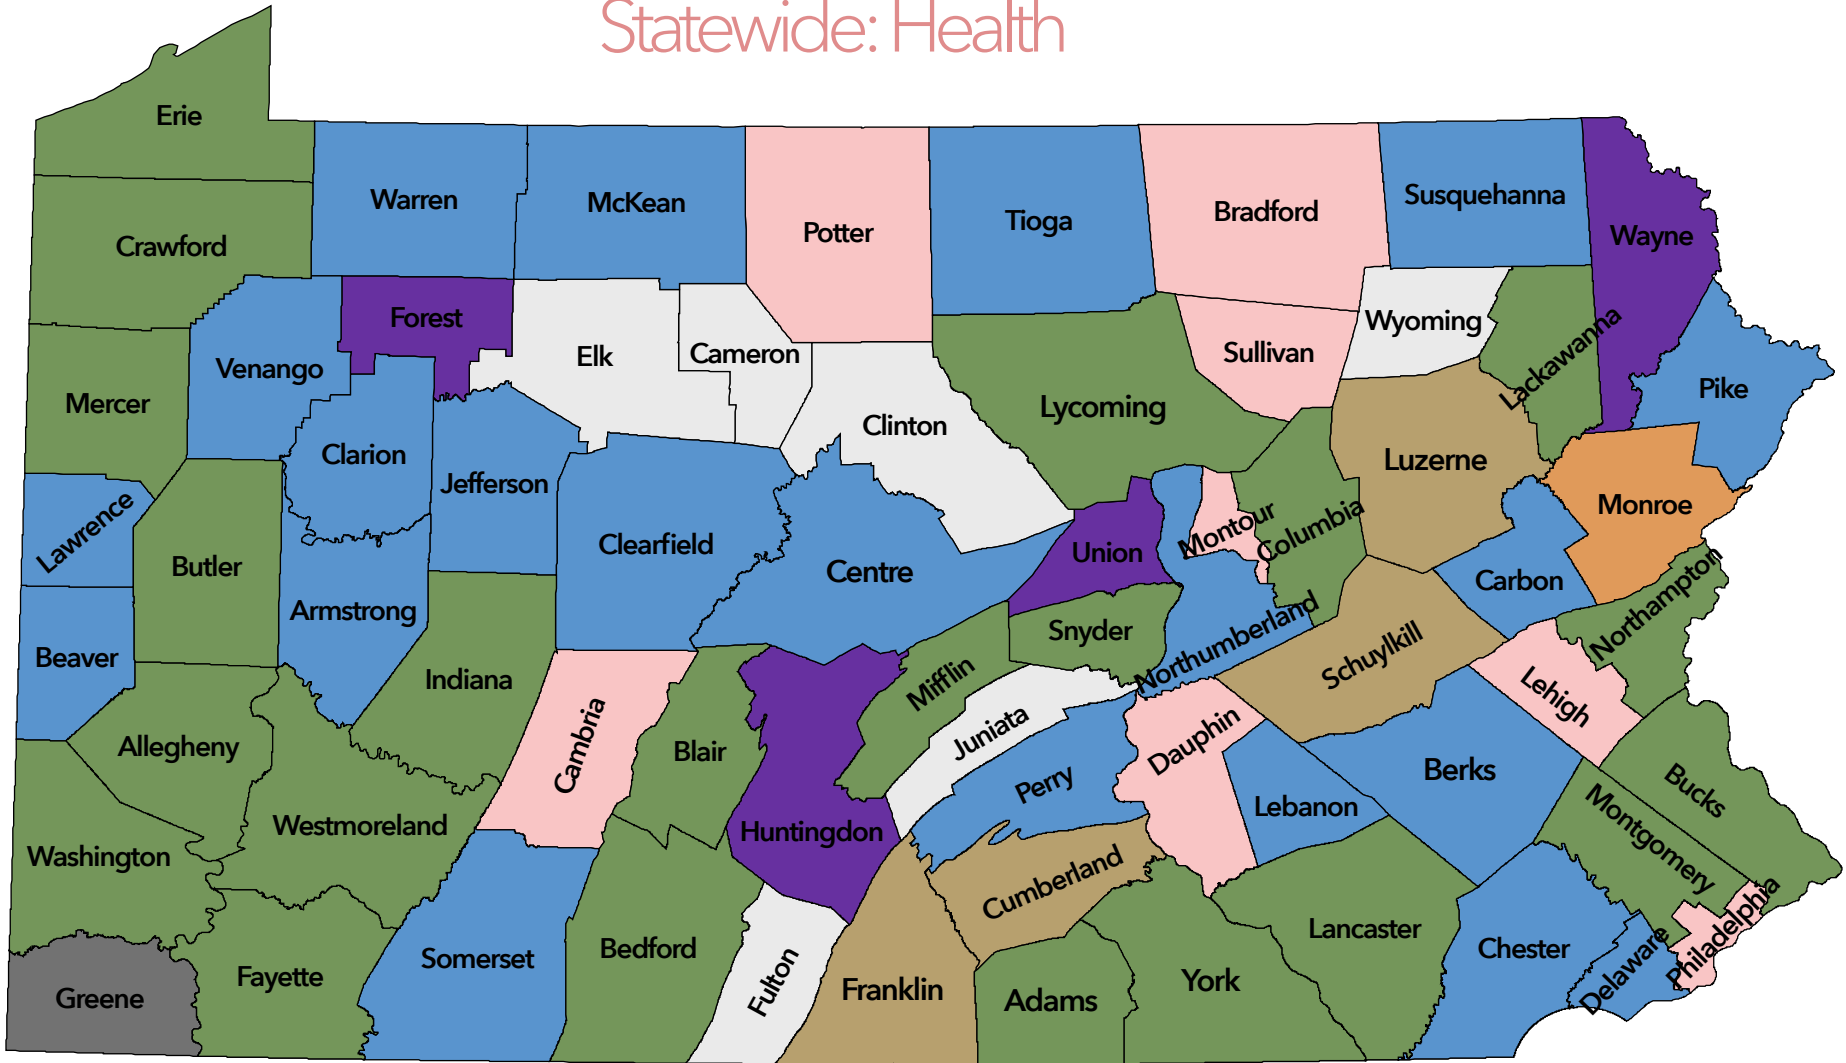 Statewide: Health
Erie
Warren
McKean
Potter
Tioga
Bradford
Susquehanna
Wayne
Crawford
Forest
Elk
Cameron
Sullivan
Wyoming
Lackawanna
Pike
Mercer
Venango
Clarion
Jefferson
Clinton
Lycoming
Luzerne
Monroe
Lawrence
Butler
Armstrong
Clearfield
Centre
Union
Montour
Columbia
Carbon
Northampton
Beaver
Indiana
Snyder
Northumberland
Schuylkill
Lehigh
Allegheny
Cambria
Blair
Mifflin
Juniata
Perry
Dauphin
Berks
Bucks
Westmoreland
Huntingdon
Lebanon
Montgomery
Washington
Cumberland
Philadelphia
Greene
Fayette
Somerset
Bedford
Fulton
Franklin
Adams
York
Lancaster
Chester
Delaware